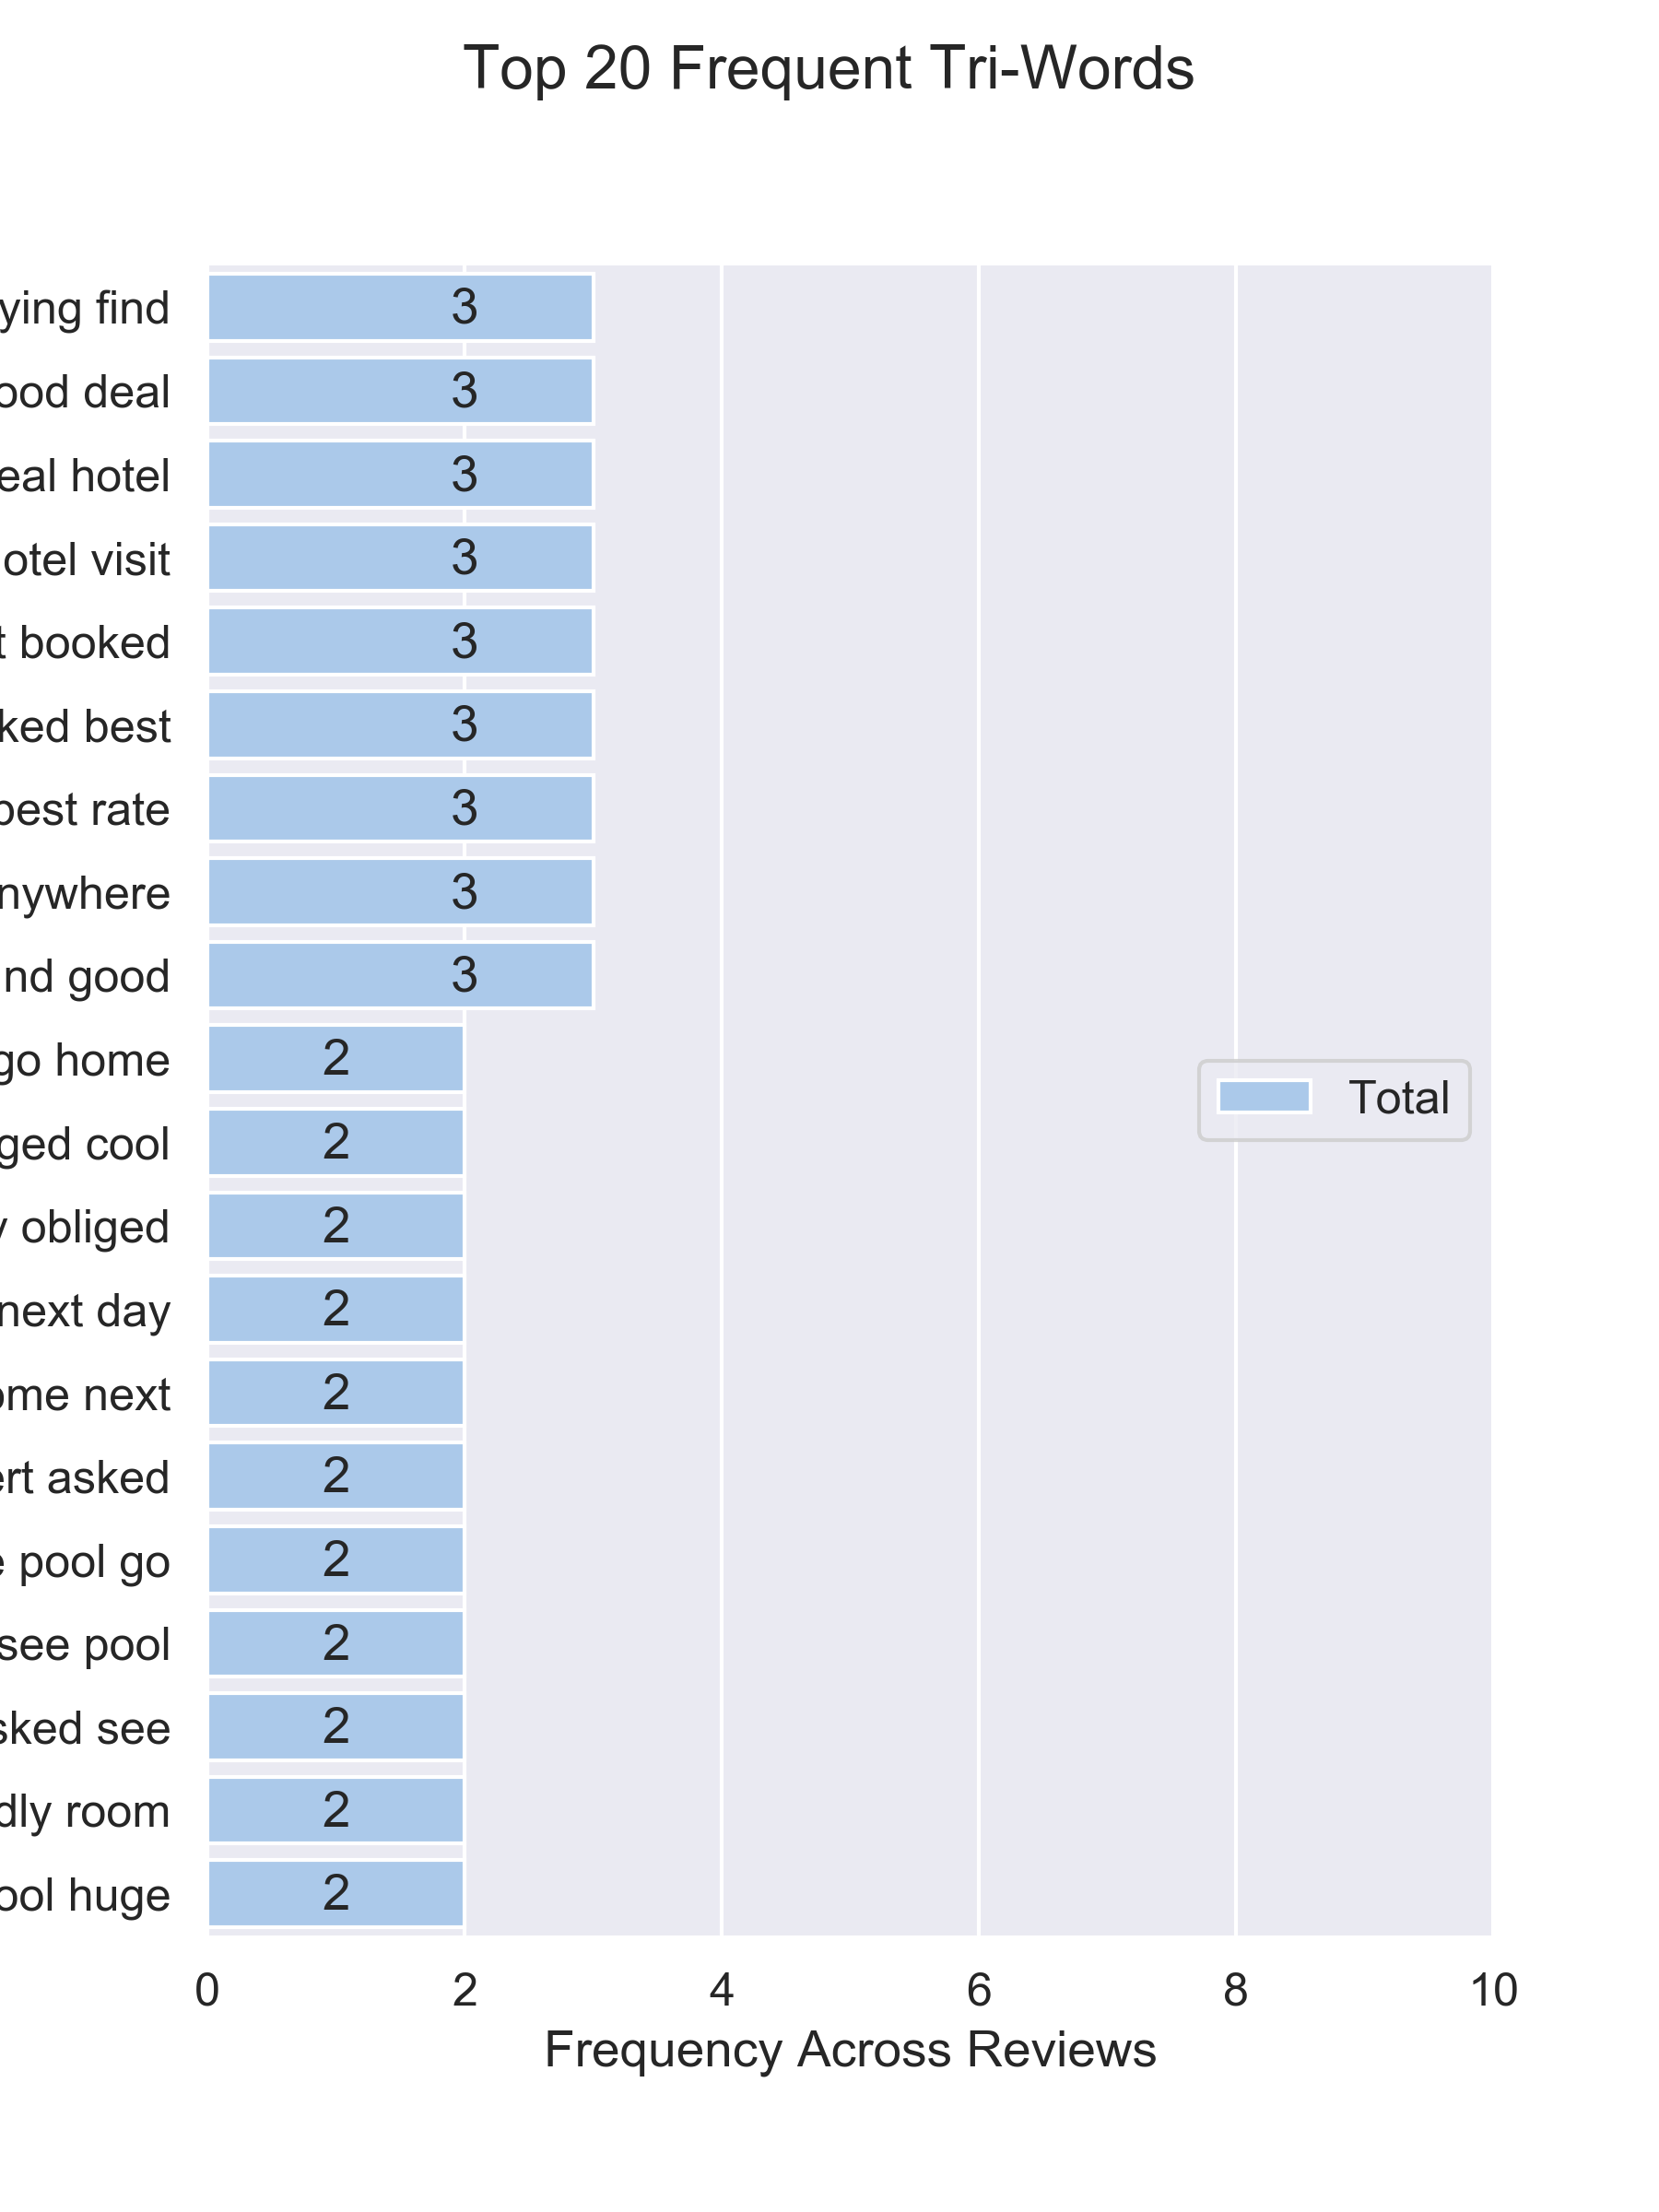 Top 20 Frequent Tri-Words
ying find 3
ood deal 3
eal hotel 3
otel visit 3
t booked 3
ked best 3
best rate 3
nywhere 3
nd good 3
go home 2
ged cool 2
y obliged 2
next day 2
ome next 2
ert asked 2
e pool go 2
see pool 2
sked see 2
dly room 2
ool huge 2
Total
0 2 4 6 8 10
Frequency Across Reviews